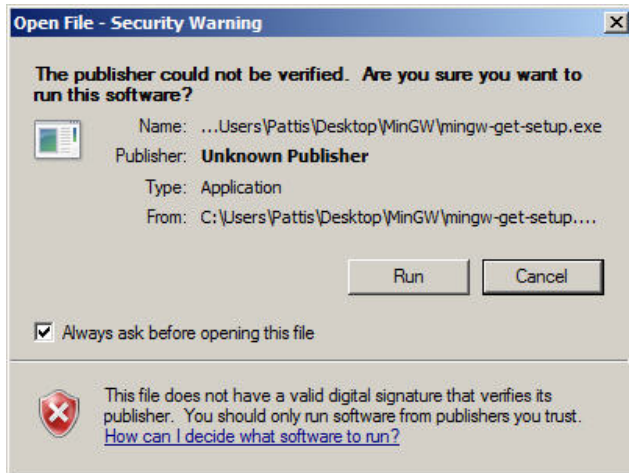 Open File - Security Warning
The publisher could not be verified.  Are you sure you want to
run this software?
Name: ...Users\Pattis\Desktop\MinGW\mingw-get-setup.exe
Publisher: Unknown Publisher
Type: Application
From: C:\Users\Pattis\Desktop\MinGW\mingw-get-setup....
Run Cancel
Always ask before opening this file
This file does not have a valid digital signature that verifies its
publisher.  You should only run software from publishers you trust.
How can I decide what software to run?